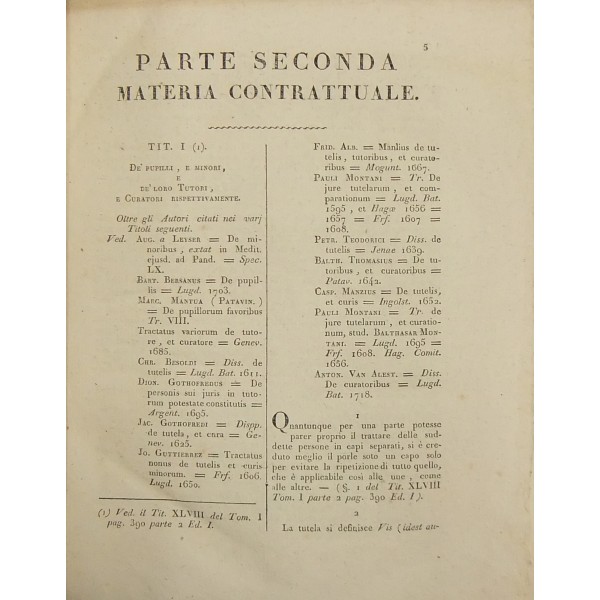 5
PARTE SECONDA
MATERIA CONTRATTUALE.
TIT. I (1).
DE' PUPILLI, E MINORI,
E
DE' LORO TUTORI,
E CURATORI RISPETTIVAMENTE.
Oltre gli Autori citati nei varj
Titoli seguenti.
Ved. AUG. a LEYSER = De mi-
noribus, extat in Medit.
ejusd. ad Pand. = Spec.
LX.
BART. BERSANUS = De pupil-
lis = Lugd. 1703.
MARC. MANTUA (PATAVIN.)
= De pupillorum favoribus
Tr. VIII.
Tractatus variorum de tuto-
re, et curatore = Genev.
1685.
CHR. BESOLDI = Diss. de
tutelis = Lugd. Bat. 1611.
DION. GOTHOFREDUS = De
personis sui juris in tutorum
potestate constitutis =
Argent. 1695.
JAC. GOTHOFREDI = Dispp.
de tutela, et cura = Ge-
nev. 1625.
JO. GUTTIERREZ = Tractatus
munus de tutelis et curis
minorum. = Frf. 1606.
Lugd. 1650.
(1) Ved. il Tit. XLVIII del Tom. I
pag. 390 parte 2 Ed. I.
FRID. ALB. = Manlius de tu-
telis, tutoribus, et curato-
ribus = Mogunt. 1667.
PAULI MONTANI = Tr. De
jure tutelarum, et com-
parationum = Lugd. Bat.
1595, et Hagæ 1656 =
1657 = Frf. 1607 =
1608.
PETR. TEODORICI = Diss. de
tutelis = Jenae 1639.
BALTH. THOMASIUS = De tu-
toribus, et curatoribus =
Patav. 1642.
CASP. MANZIUS = De tutelis,
et curis = Ingolst. 1652.
PAULI MONTANI = Tr. de
jure tutelarum, et curatio-
num, stud. BALTHASAR MON-
TANI. = Lugd. 1695 =
Frf. 1608. Hag. Comit.
1656.
ANTON. VAN ALEST. = Diss.
De curatoribus = Lugd.
Bat. 1718.
1
Quantunque per una parte potesse
parer proprio il trattare delle sud-
dette persone in capi separati, si è cre-
duto meglio il porle solo un capo solo
per evitare la ripetizione di tutto quello,
che è applicabile così alle une, come
alle altre. — (§. 1 del Tit. XLVIII
Tom. I parte 2 pag. 390 Ed. I).
2
La tutela si definisce Vis (idest au-